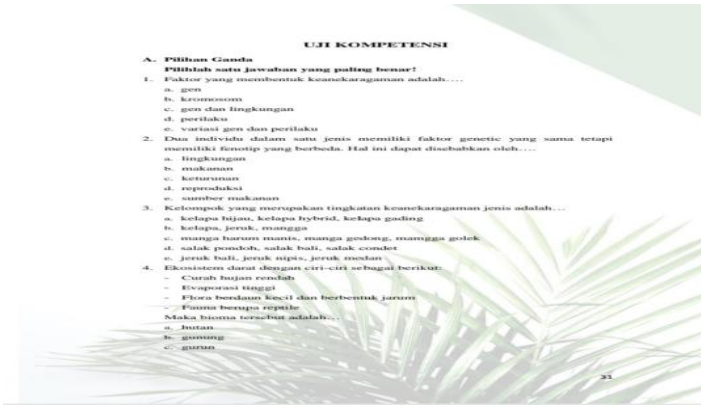 UJI KOMPETENSI
A. Pilihan Ganda
Pilihlah satu jawaban yang paling benar!
1. Faktor yang membentuk keanekaragaman adalah....
a. gen
b. kromosom
c. gen dan lingkungan
d. perilaku
e. variasi gen dan perilaku
2. Dua individu dalam satu jenis memiliki faktor genetic yang sama tetapi
memiliki fenotip yang berbeda. Hal ini dapat disebabkan oleh....
a. lingkungan
b. makanan
c. keturunan
d. reproduksi
e. sumber makanan
3. Kelompok yang merupakan tingkatan keanekaragaman jenis adalah...
a. kelapa hijau, kelapa hybrid, kelapa gading
b. kelapa, jeruk, mangga
c. manga harum manis, manga gedong, mamgga golek
d. salak pondoh, salak bali, salak condet
e. jeruk bali, jeruk nipis, jeruk medan
4. Ekosistem darat dengan ciri-ciri sebagai berikut:
- Curah hujan rendah
- Evaporasi tinggi
- Flora berdaun kecil dan berbentuk jarum
- Fauna berupa reptile
Maka bioma tersebut adalah...
a. hutan
b. gunung
c. gurun
31